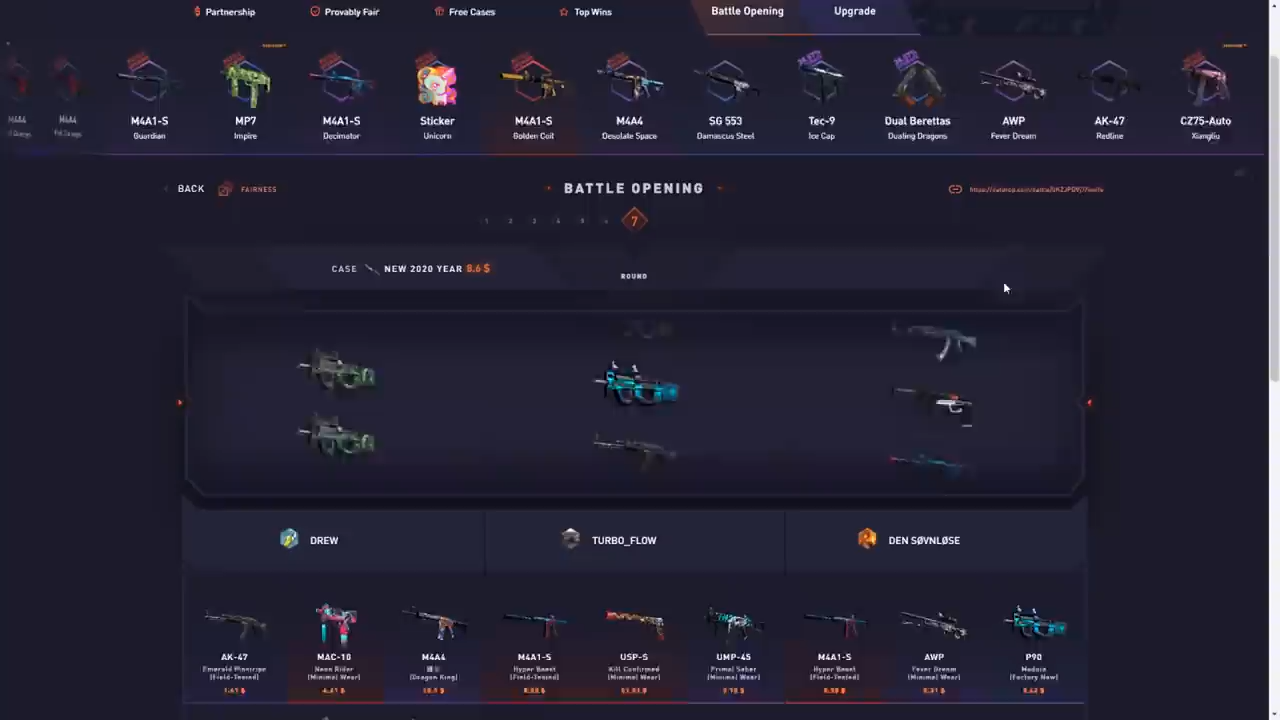 Partnership Provably Fair Free Cases Top Wins Battle Opening Upgrade
M4A1-S MP7 M4A1-S Sticker M4A1-S M4A4 SG 553 Tec-9 Dual Berettas AWP AK-47 CZ75-Auto
Guardian Impire Decimator Unicorn Golden Coil Desolate Space Damascus Steel Ice Cap Dualing Dragons Fever Dream Redline Xiangliu
BACK FAIRNESS BATTLE OPENING
1 2 3 4 5 6 7
CASE NEW 2020 YEAR 8.6 $
ROUND
DREW TURBO_FLOW DEN SØVNLØSE
AK-47 MAC-10 M4A4 M4A1-S USP-S UMP-45 M4A1-S AWP P90
Emerald Pinstripe Neon Rider Hyper Beast Kill Confirmed Primal Saber Hyper Beast Fever Dream
(Field-Tested) (Minimal Wear) (Dragon King) (Field-Tested) (Minimal Wear) (Minimal Wear) (Field-Tested) (Minimal Wear) (Factory New)